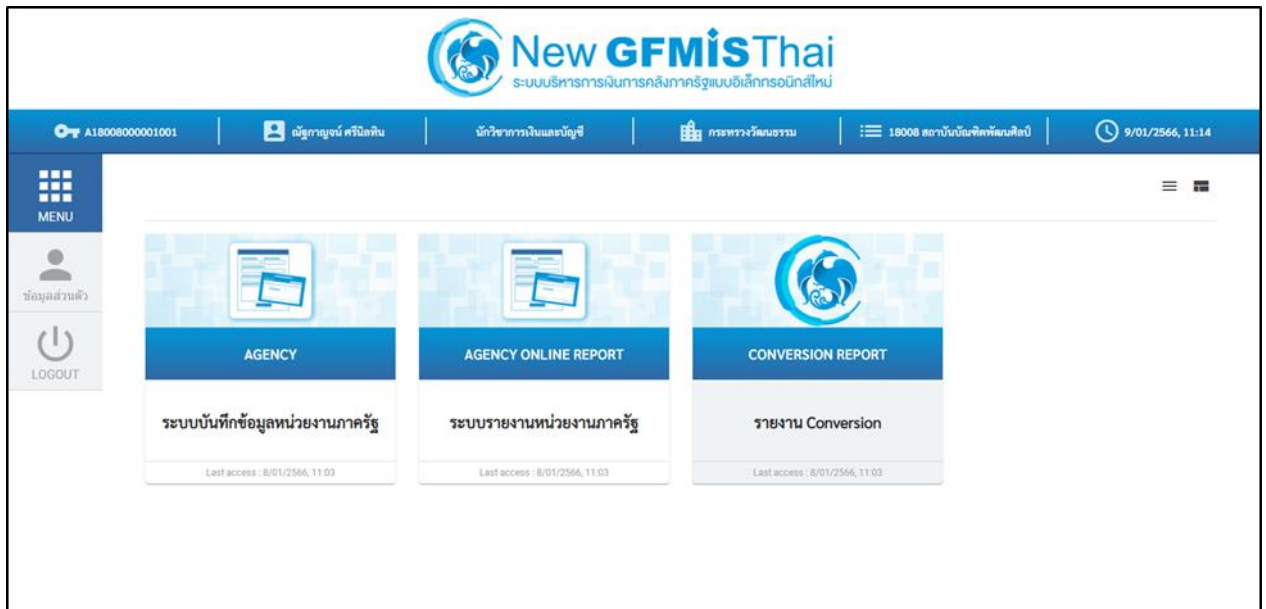 New GFMISThai
ระบบบริหารการเงินการคลังภาครัฐแบบอิเล็กทรอนิกส์ใหม่
A18008000001001 ณัฐกาญจน์ ศรีนิลทิน นักวิชาการเงินและบัญชี กระทรวงวัฒนธรรม 18008 สถาบันบัณฑิตพัฒนศิลป์ 9/01/2566, 11:14
MENU
ข้อมูลส่วนตัว
LOGOUT
AGENCY
ระบบบันทึกข้อมูลหน่วยงานภาครัฐ
Last access : 8/01/2566, 11:03
AGENCY ONLINE REPORT
ระบบรายงานหน่วยงานภาครัฐ
Last access : 8/01/2566, 11:03
CONVERSION REPORT
รายงาน Conversion
Last access : 8/01/2566, 11:03